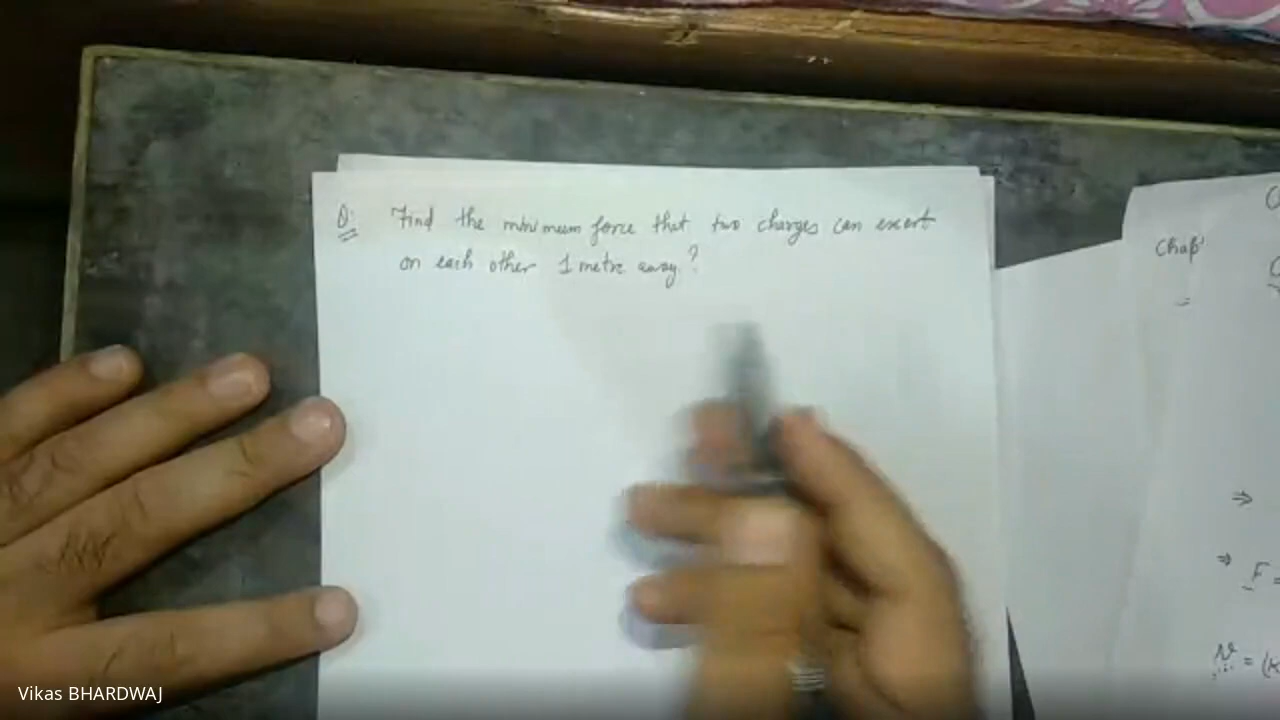 Q. Find the minimum force that two charges can exert
on each other 1 metre away?
Chap'
⇒
⇒ F =
= (k
Vikas BHARDWAJ